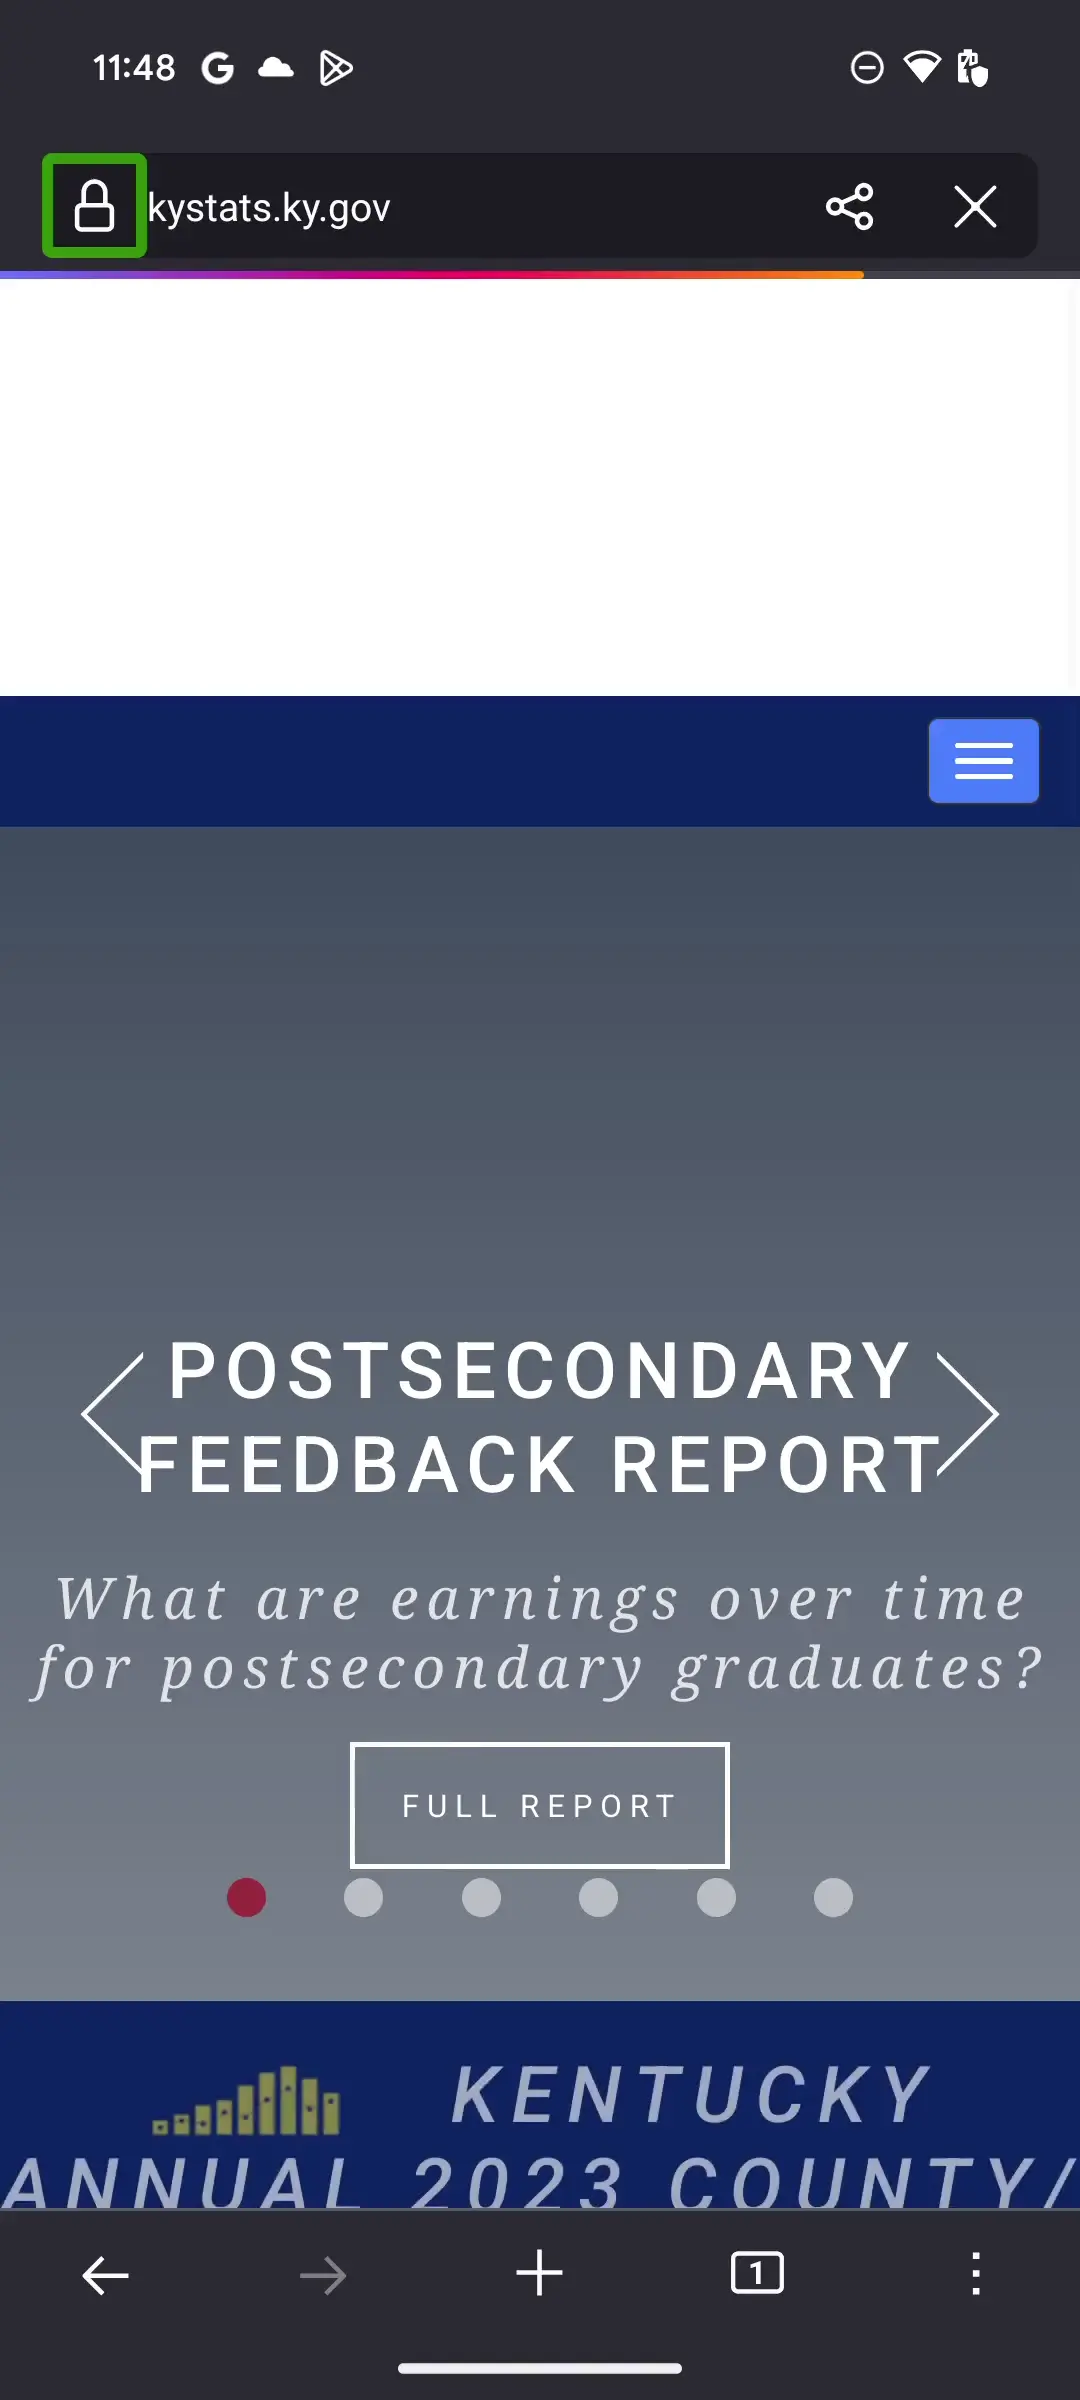 11:48
kystats.ky.gov
POSTSECONDARY
FEEDBACK REPORT
What are earnings over time
for postsecondary graduates?
FULL REPORT
KENTUCKY
ANNUAL 2023 COUNTY/
1